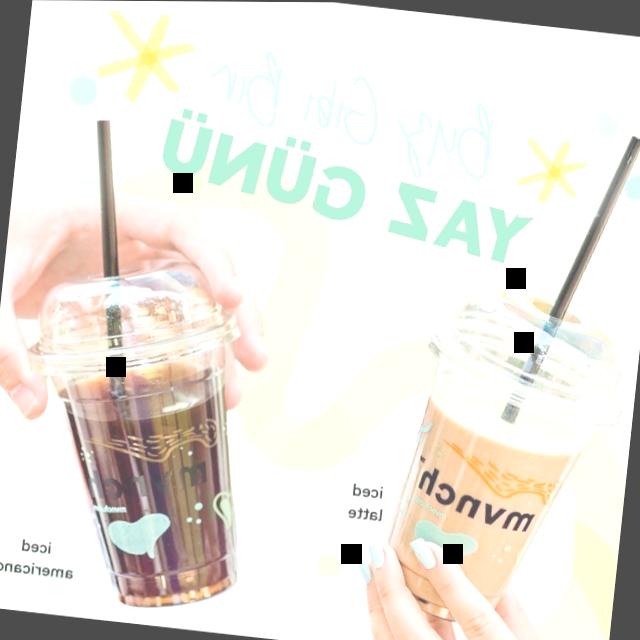 Buz Gibi Bir
YAZ GÜNÜ
iced
latte
iced
americano
mvnch